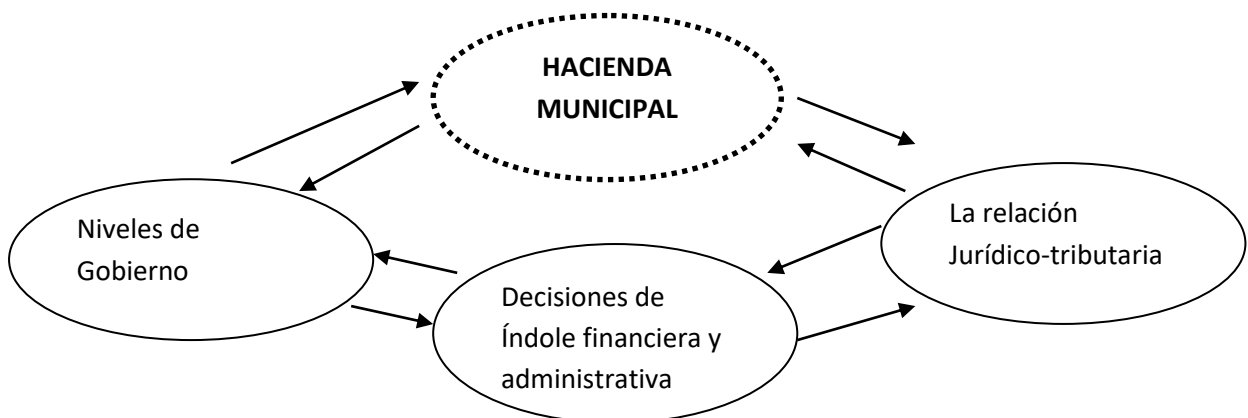 HACIENDA
MUNICIPAL
Niveles de
Gobierno
La relación
Jurídico-tributaria
Decisiones de
Índole financiera y
administrativa